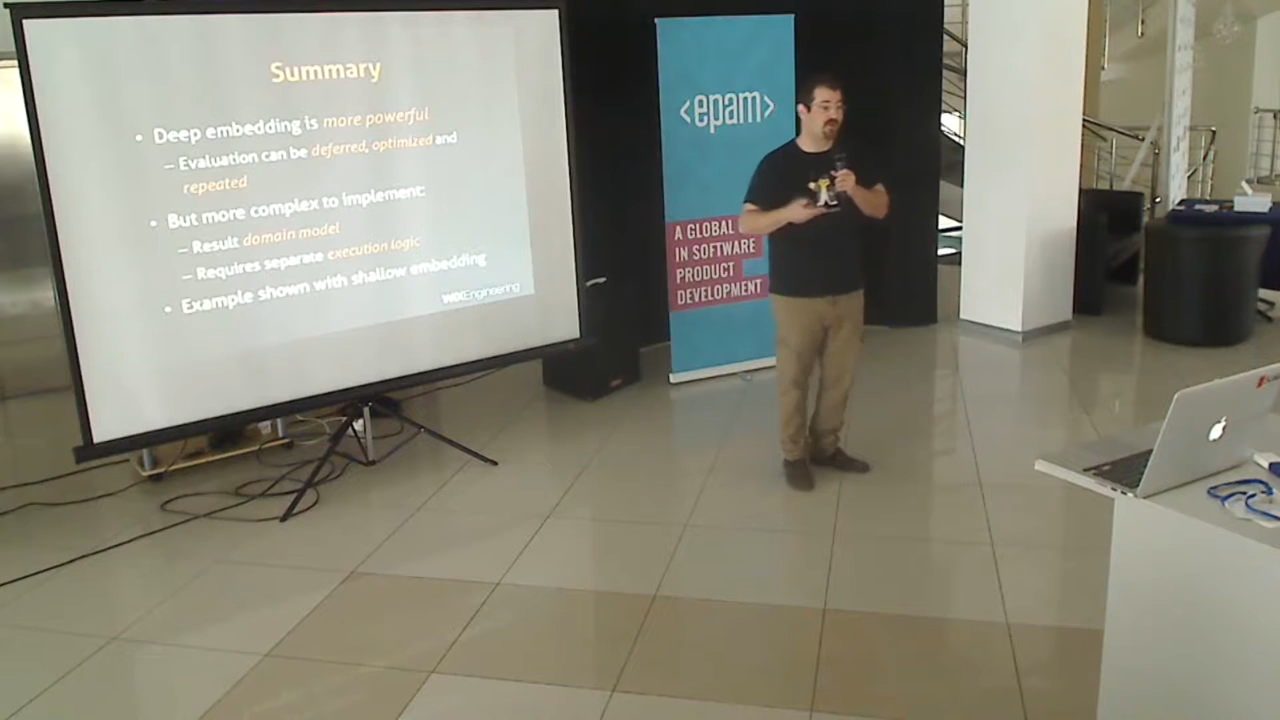 Summary
• Deep embedding is more powerful
– Evaluation can be deferred, optimized and
repeated
• But more complex to implement:
– Result domain model
– Requires separate execution logic
• Example shown with shallow embedding
WIXEngineering
<epam>
A GLOBAL
IN SOFTWARE
PRODUCT
DEVELOPMENT